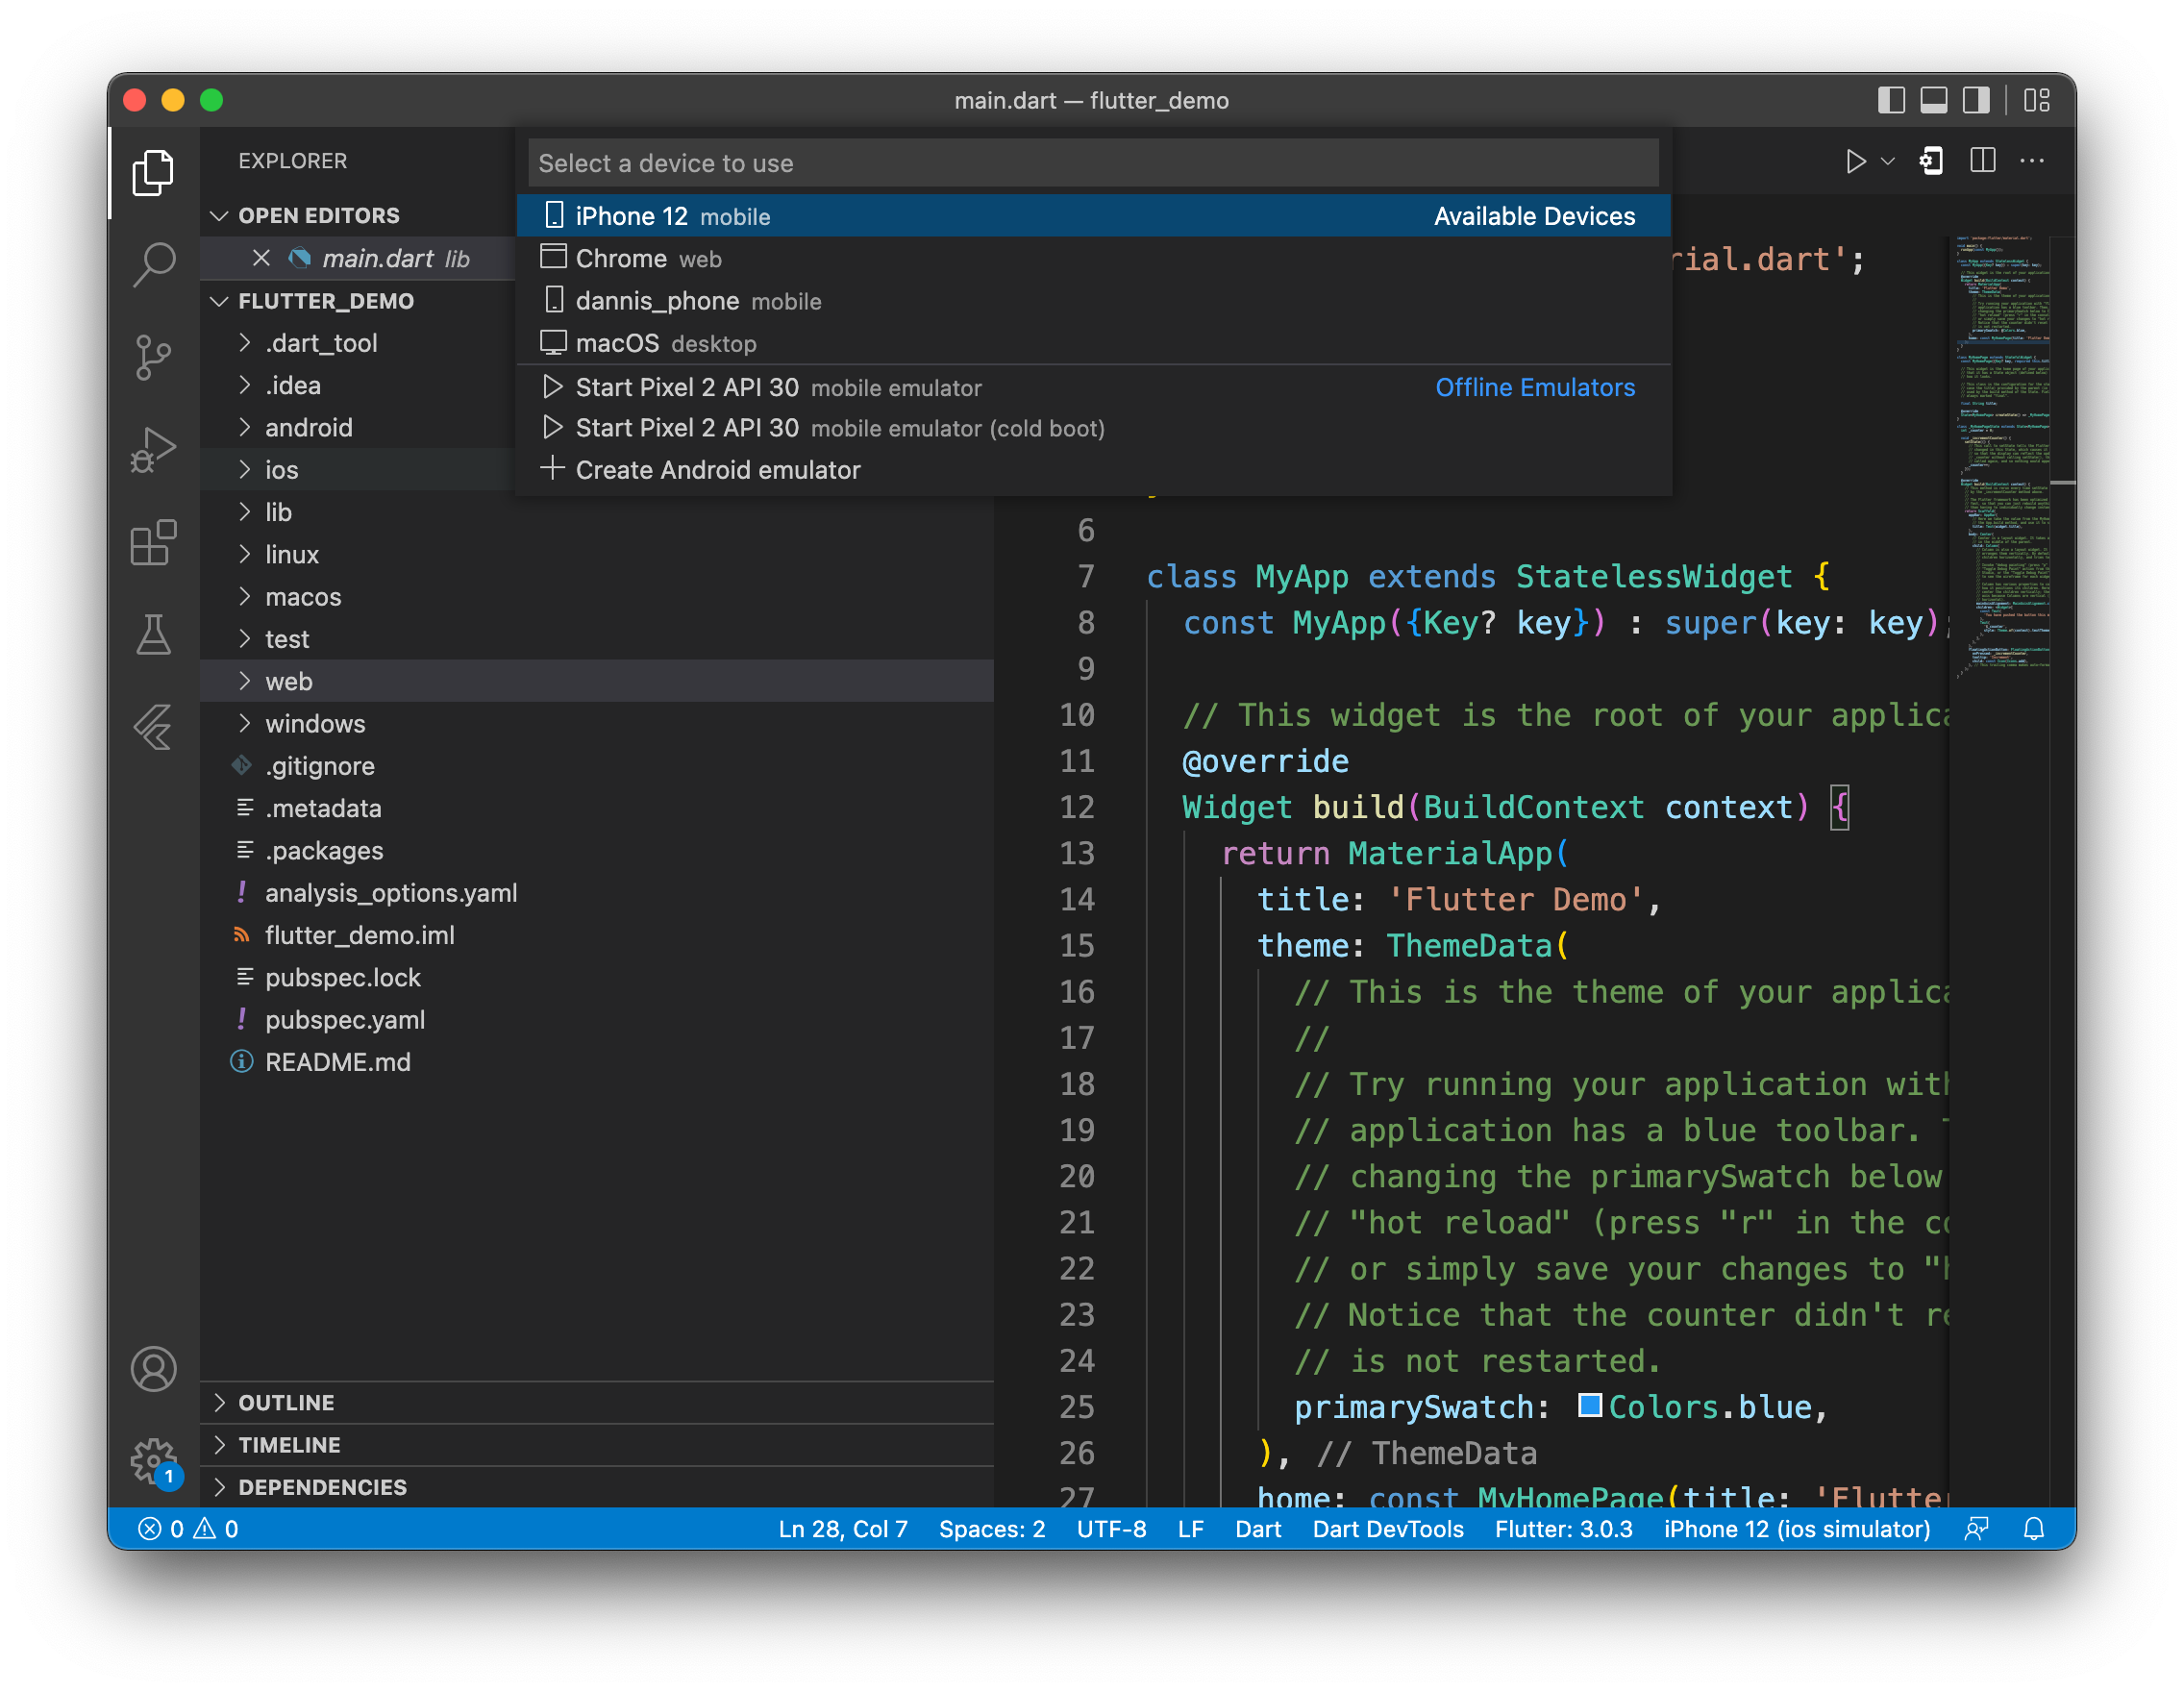 main.dart — flutter_demo
EXPLORER
OPEN EDITORS
main.dart lib
FLUTTER_DEMO
.dart_tool
.idea
android
ios
lib
linux
macos
test
web
windows
.gitignore
.metadata
.packages
analysis_options.yaml
flutter_demo.iml
pubspec.lock
pubspec.yaml
README.md
OUTLINE
TIMELINE
DEPENDENCIES
1
Select a device to use
iPhone 12 mobile Available Devices
Chrome web
dannis_phone mobile
macOS desktop
Start Pixel 2 API 30 mobile emulator Offline Emulators
Start Pixel 2 API 30 mobile emulator (cold boot)
Create Android emulator
rial.dart';
6
7 class MyApp extends StatelessWidget {
8 const MyApp({Key? key}) : super(key: key);
9
10 // This widget is the root of your applica
11 @override
12 Widget build(BuildContext context) {
13 return MaterialApp(
14 title: 'Flutter Demo',
15 theme: ThemeData(
16 // This is the theme of your applica
17 //
18 // Try running your application with
19 // application has a blue toolbar. T
20 // changing the primarySwatch below
21 // "hot reload" (press "r" in the co
22 // or simply save your changes to "h
23 // Notice that the counter didn't re
24 // is not restarted.
25 primarySwatch: Colors.blue,
26 ), // ThemeData
27 home: const MyHomePage(title: 'Flutter
0 0 Ln 28, Col 7 Spaces: 2 UTF-8 LF Dart Dart DevTools Flutter: 3.0.3 iPhone 12 (ios simulator)